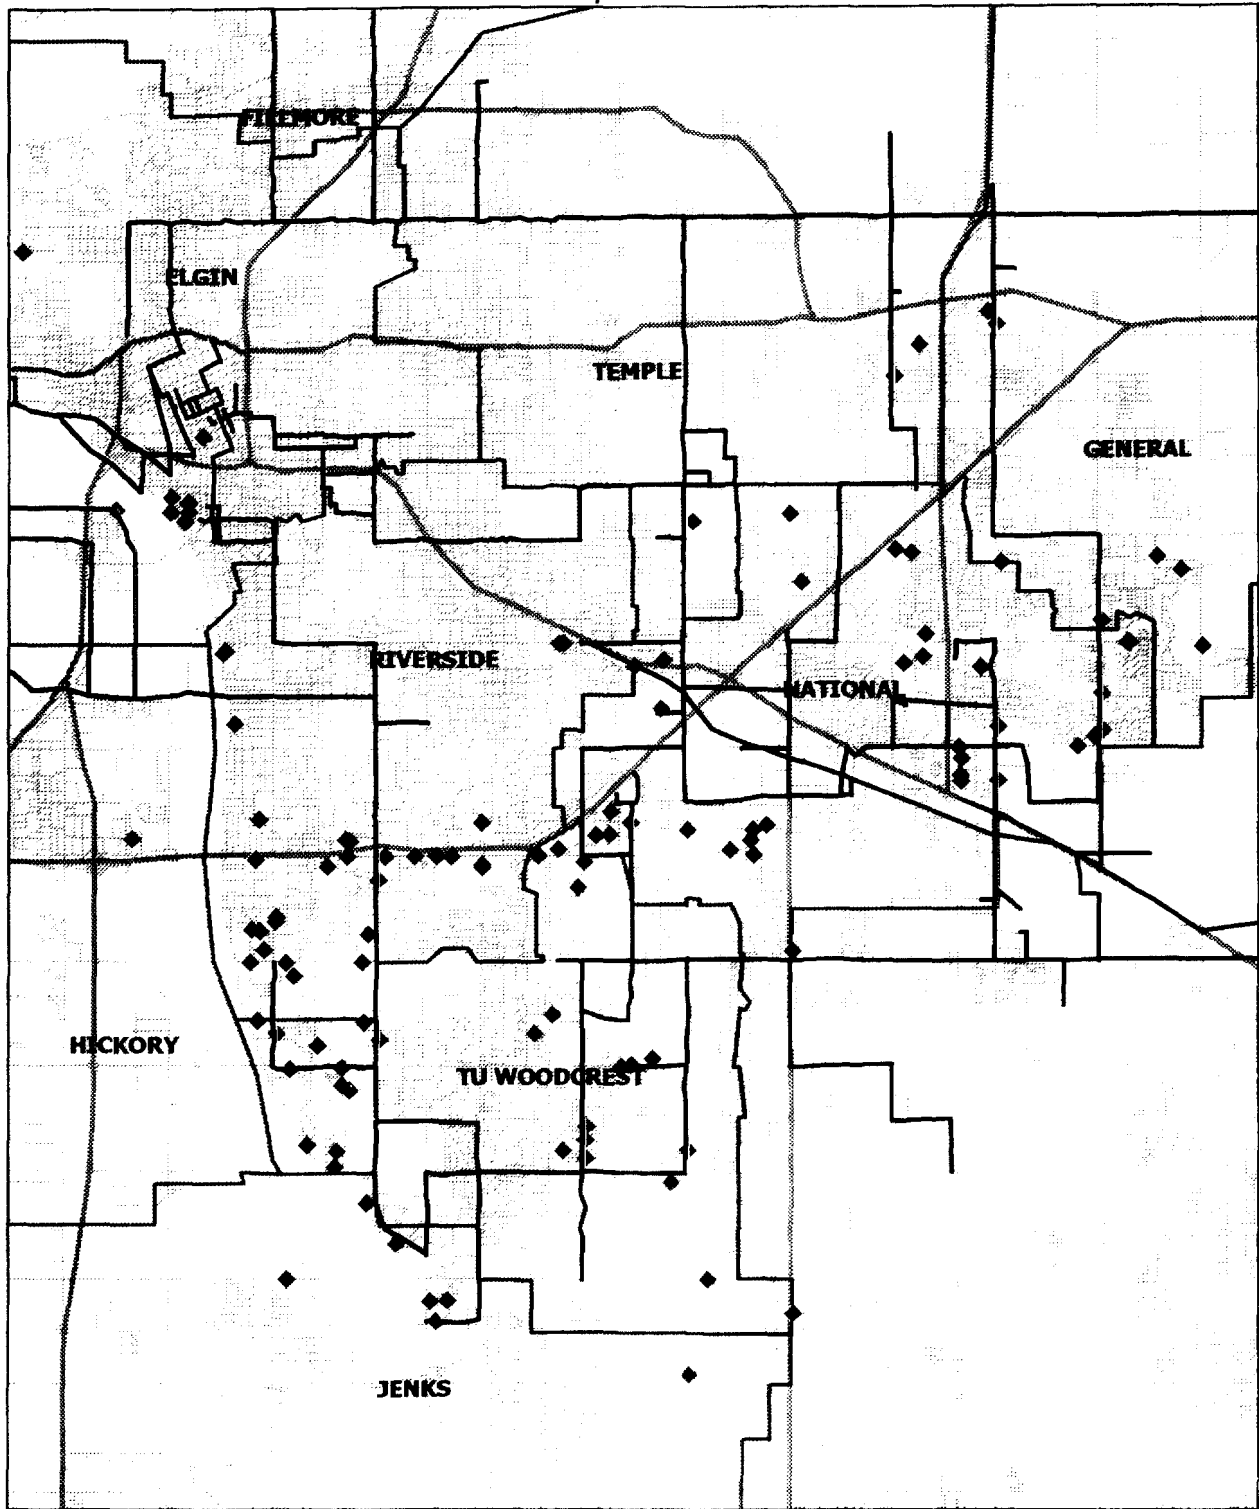 FILLMORE
ELGIN
TEMPLE
GENERAL
RIVERSIDE
NATIONAL
HICKORY
TU WOODCREST
JENKS